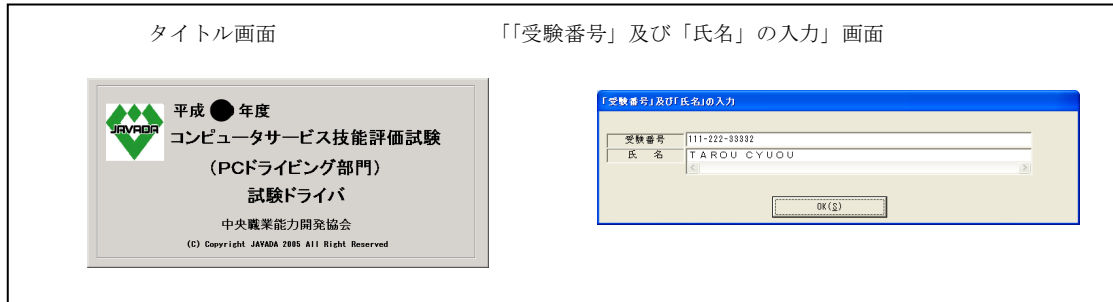 タイトル画面
「「受験番号」及び「氏名」の入力」画面
JAVADA
平成●年度
コンピュータサービス技能評価試験
(PCドライビング部門)
試験ドライバ
中央職業能力開発協会
(C) Copyright JAVADA 2005 All Right Reserved
「受験番号」及び「氏名」の入力
受験番号 111-222-33332
氏 名 TAROU CYUOU
OK(S)